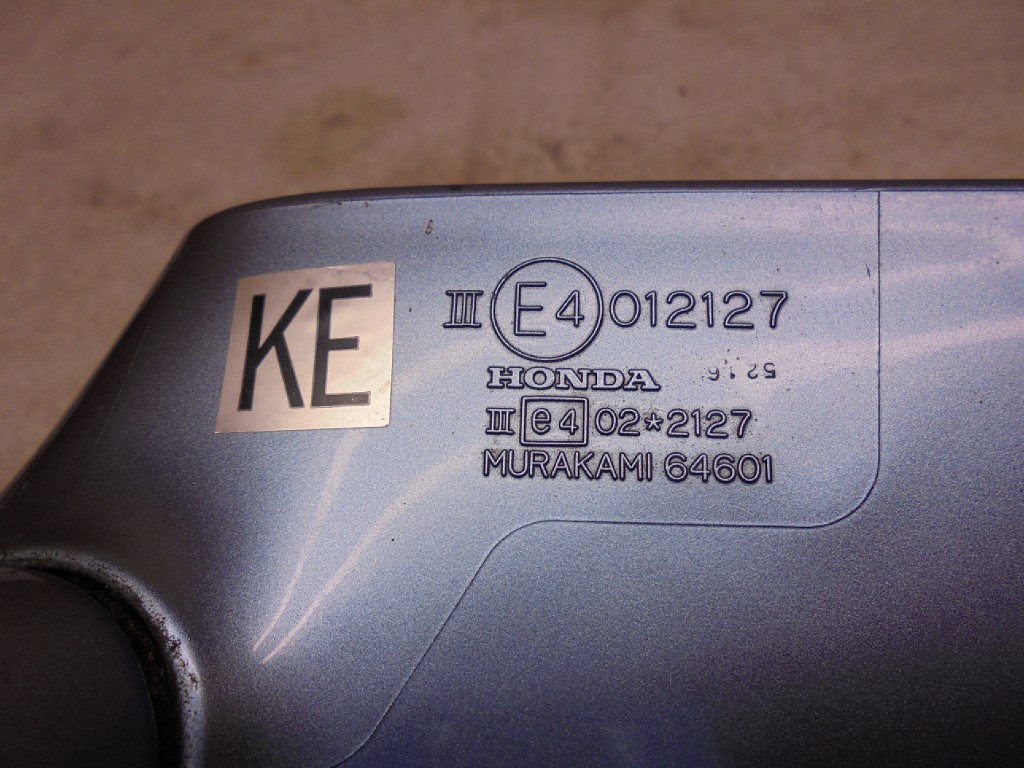 KE
III E4 012127
HONDA
III e4 02*2127
MURAKAMI 64601